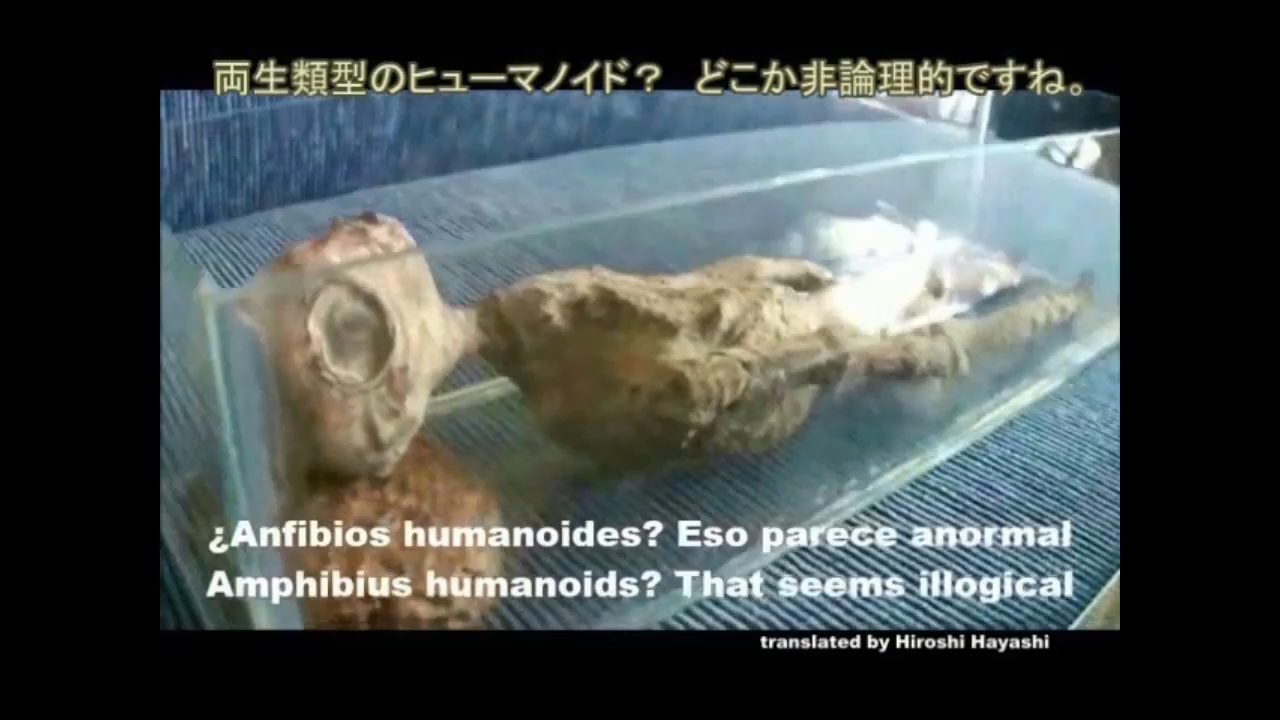 両生類型のヒューマノイド？　どこか非論理的ですね。
¿Anfibios humanoides? Eso parece anormal
Amphibius humanoids? That seems illogical
translated by Hiroshi Hayashi